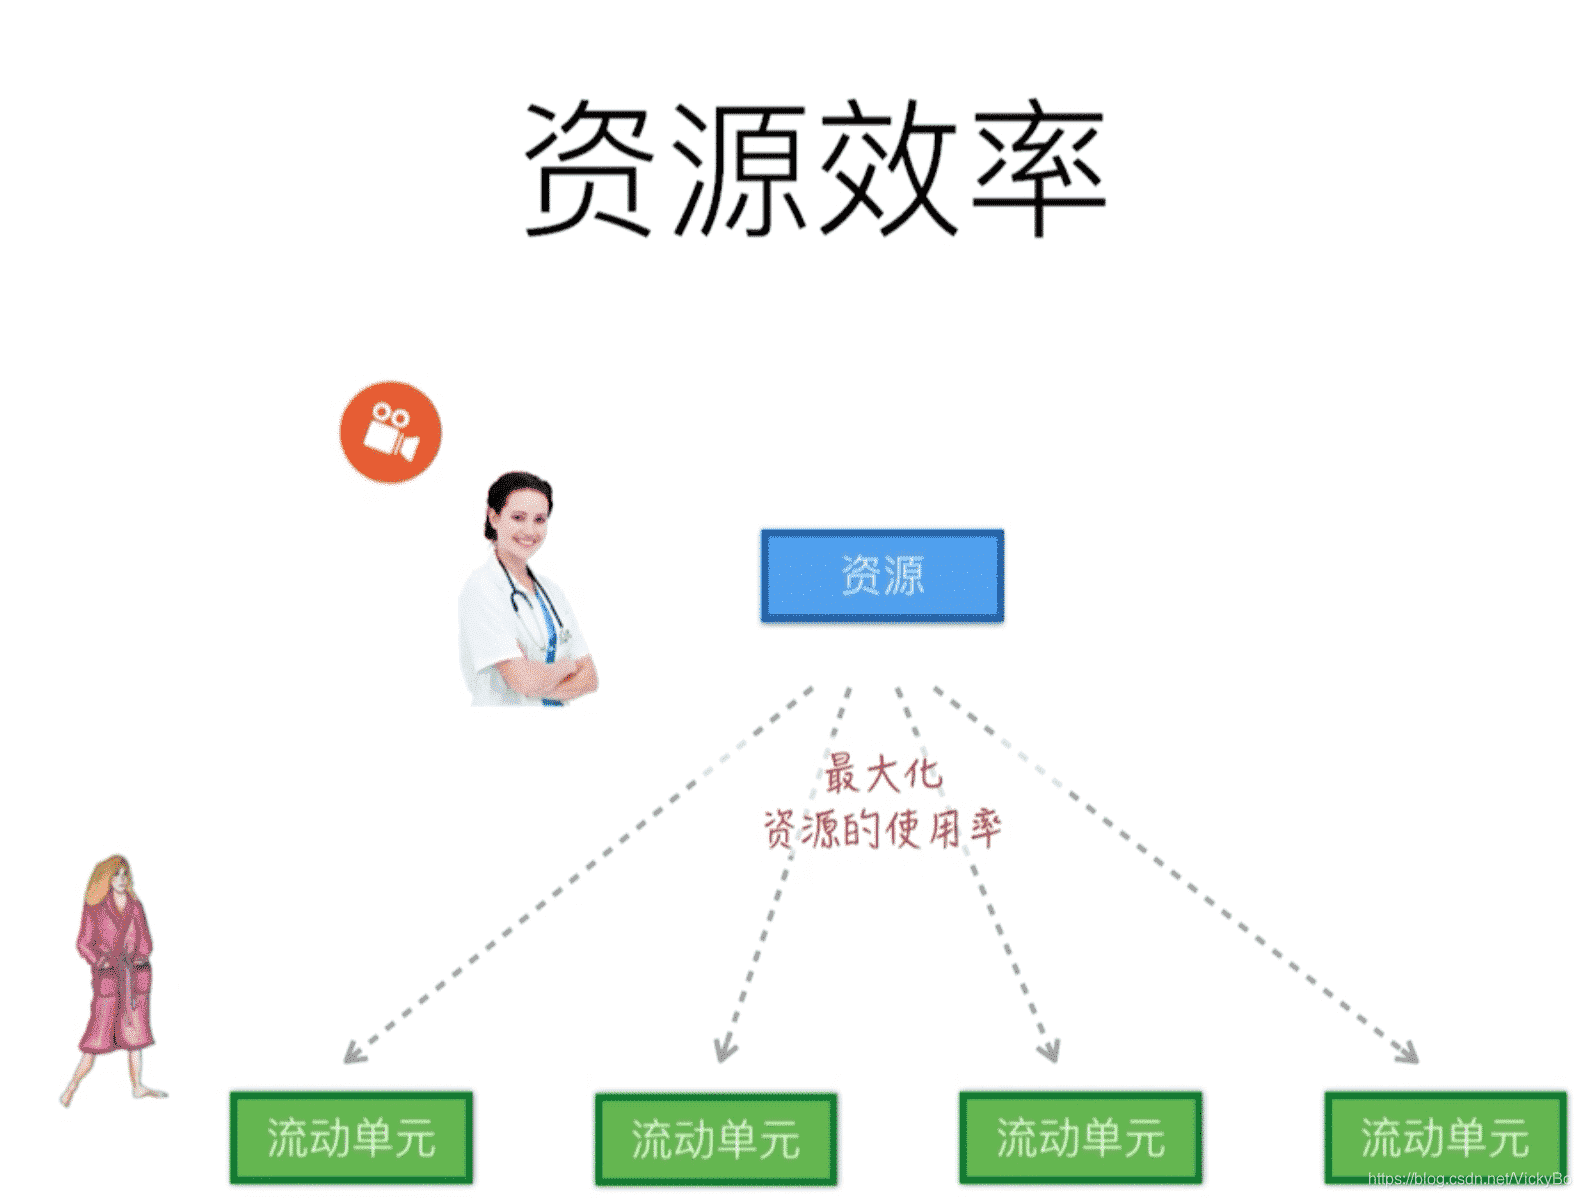 资源效率
资源
最大化
资源的使用率
流动单元 流动单元 流动单元 流动单元
https://blog.csdn.net/VickyBo